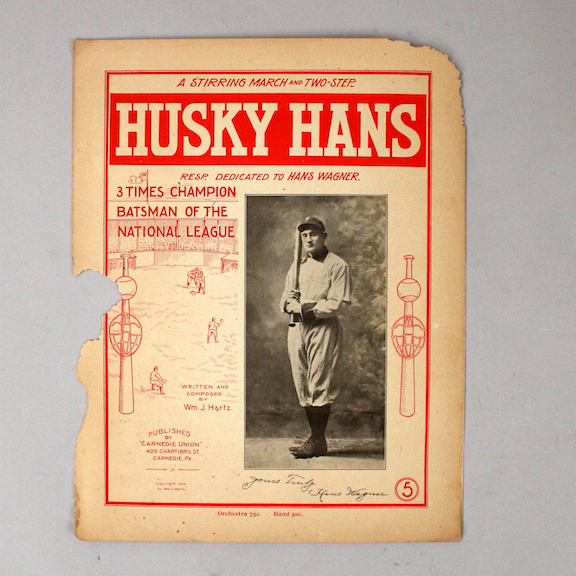 A STIRRING MARCH AND TWO-STEP.
HUSKY HANS
RESP. DEDICATED TO HANS WAGNER.
3 TIMES CHAMPION
BATSMAN OF THE
NATIONAL LEAGUE
WRITTEN AND
COMPOSED
BY
Wm. J. Hartz.
PUBLISHED
BY
"CARNEGIE UNION"
409 CHARTIERS ST.
CARNEGIE, PA.
Yours Truly
Hans Wagner
5
Orchestra 75c. Band 50c.